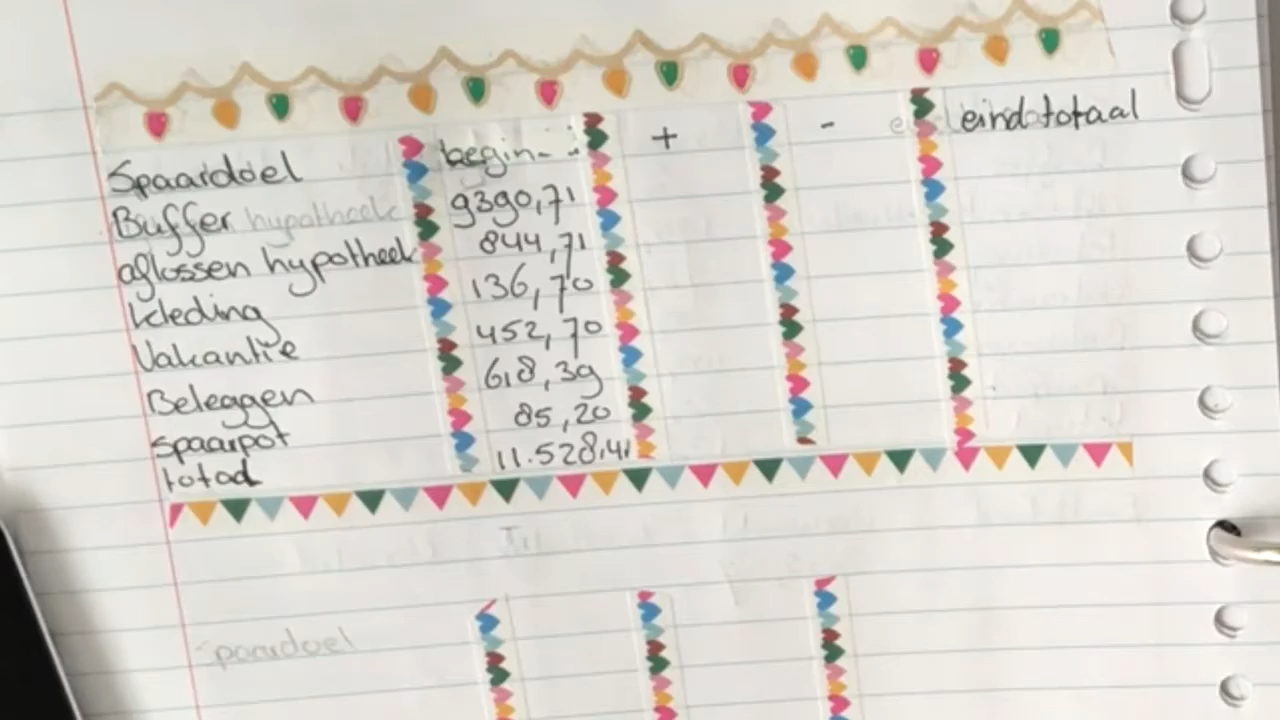 Spaardoel begin + - eindtotaal
Buffer hypotheek 9390,71
aflossen hypotheek 844,71
kleding 136,70
Vakantie 452,70
Beleggen 618,39
spaarpot 85,20
totaal 11.528,41
Spaardoel